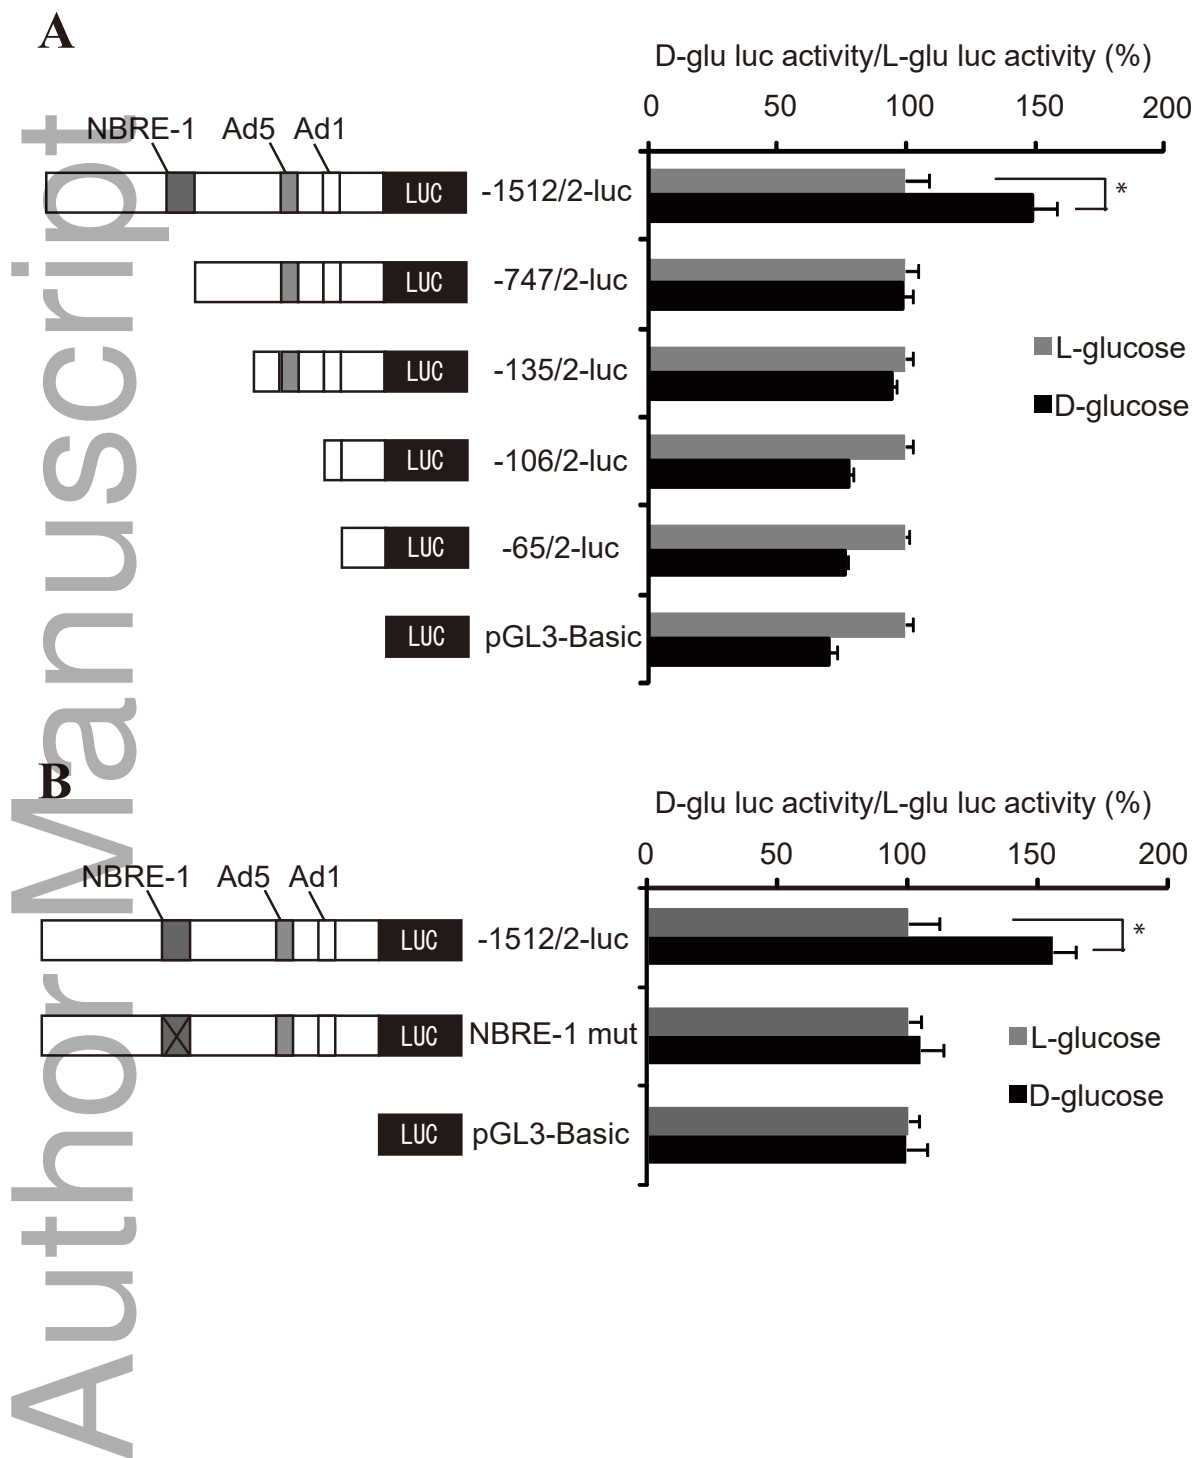 A
D-glu luc activity/L-glu luc activity (%)
0 50 100 150 200
NBRE-1 Ad5 Ad1
LUC -1512/2-luc *
LUC -747/2-luc
L-glucose
LUC -135/2-luc
D-glucose
LUC -106/2-luc
LUC -65/2-luc
LUC pGL3-Basic
B
D-glu luc activity/L-glu luc activity (%)
0 50 100 150 200
NBRE-1 Ad5 Ad1
LUC -1512/2-luc *
LUC NBRE-1 mut
L-glucose
D-glucose
LUC pGL3-Basic
Author Manuscript